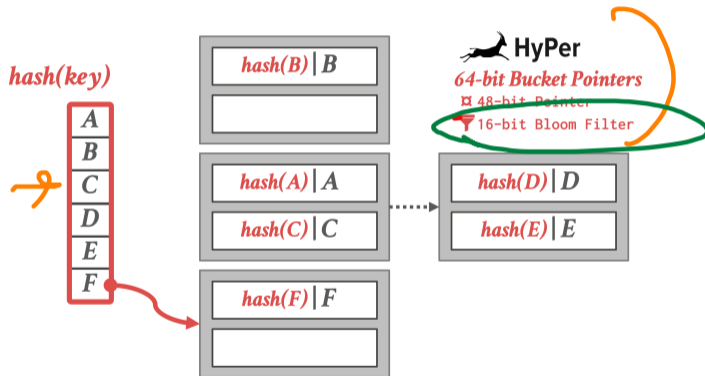 HyPer
64-bit Bucket Pointers
48-bit Pointer
16-bit Bloom Filter
hash(key)
A
B
C
D
E
F
hash(B)|B
hash(A)|A
hash(C)|C
hash(D)|D
hash(E)|E
hash(F)|F